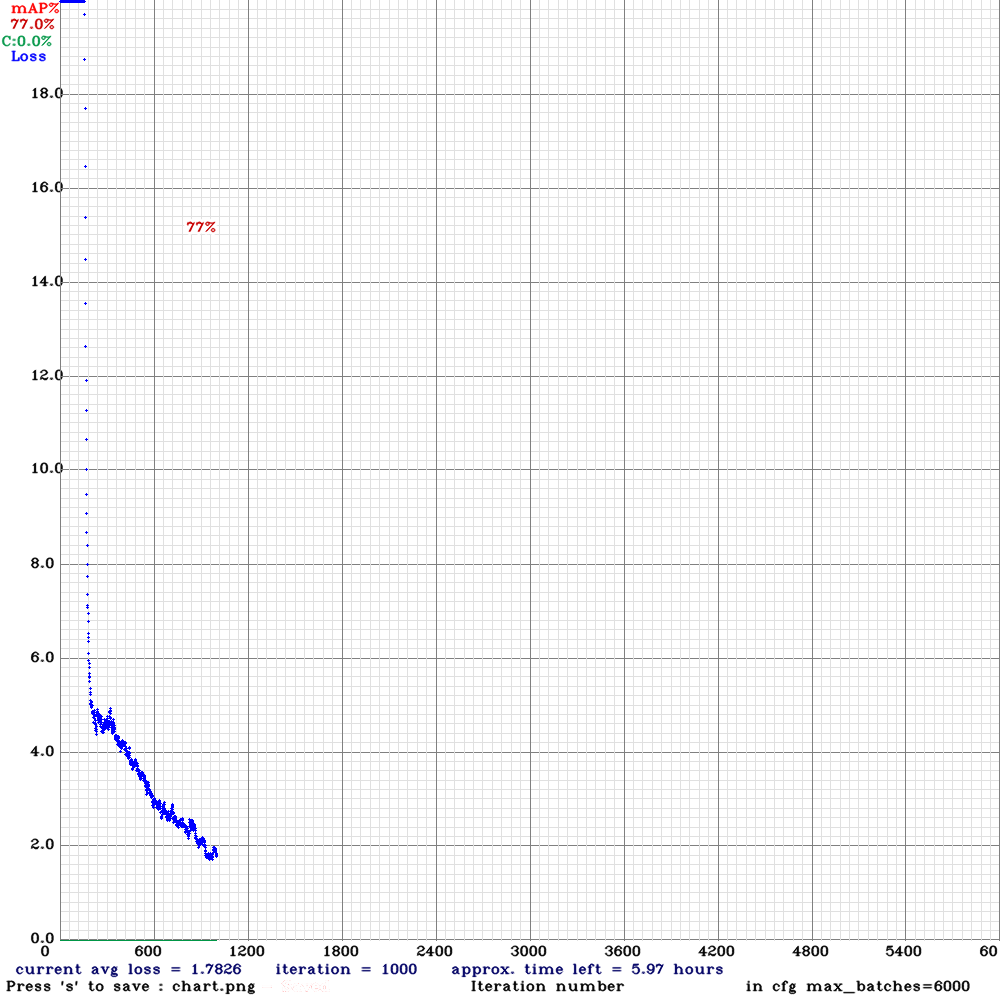 mAP%
77.0%
C:0.0%
Loss
18.0
77%
16.0
14.0
12.0
10.0
8.0
6.0
4.0
2.0
0.0
0 600 1200 1800 2400 3000 3600 4200 4800 5400 60
current avg loss = 1.7826 iteration = 1000 approx. time left = 5.97 hours
Press 's' to save : chart.png Iteration number in cfg max_batches=6000